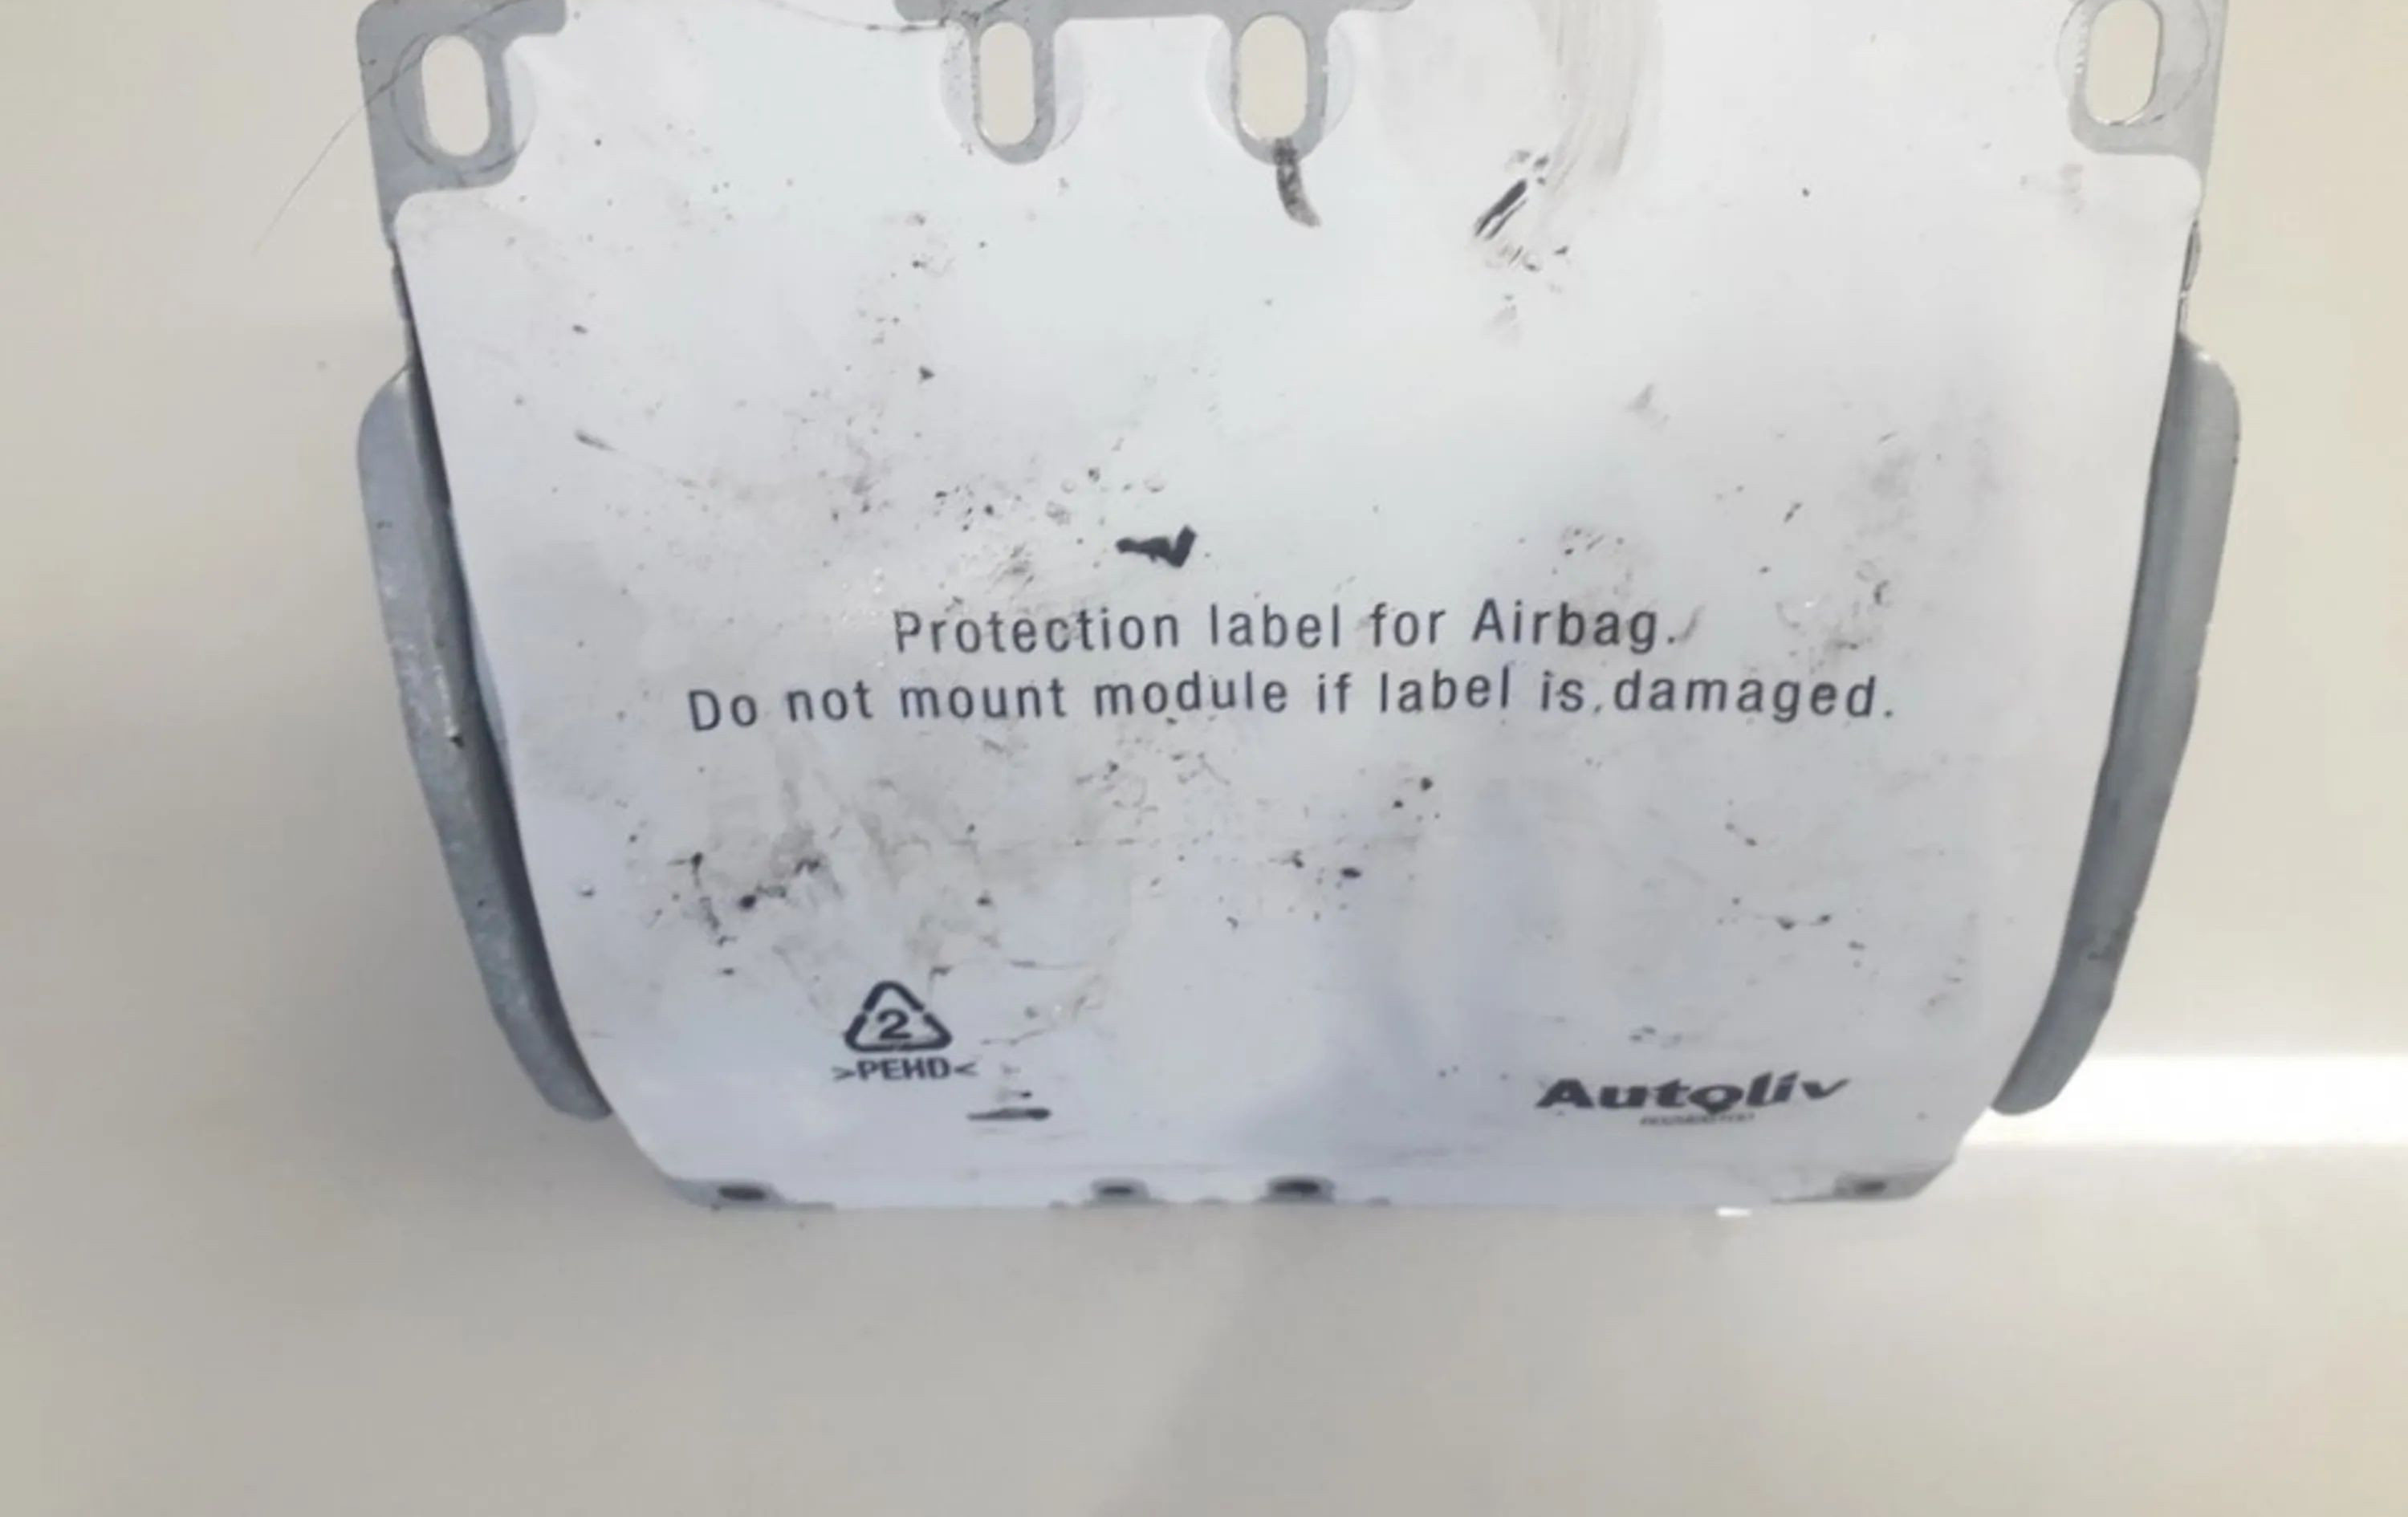 Protection label for Airbag.
Do not mount module if label is damaged.
2
>PEHD<
Autoliv